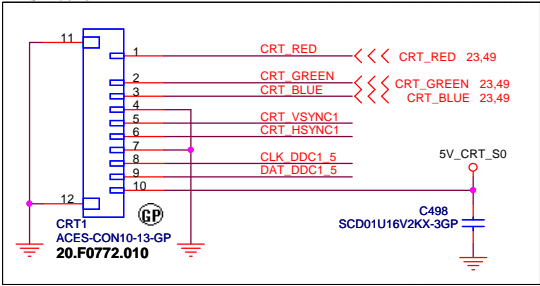 11
1 CRT_RED CRT_RED 23,49
2 CRT_GREEN CRT_GREEN 23,49
3 CRT_BLUE CRT_BLUE 23,49
4
5 CRT_VSYNC1
6 CRT_HSYNC1
7
8 CLK_DDC1_5 5V_CRT_S0
9 DAT_DDC1_5
10
12
GP
C498
CRT1
SCD01U16V2KX-3GP
ACES-CON10-13-GP
20.F0772.010